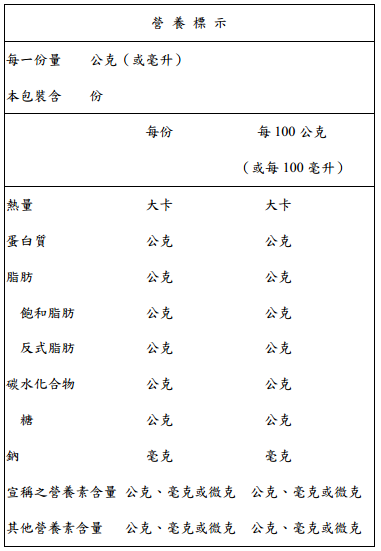 營 養 標 示
每一份量 公克（或毫升）
本包裝含 份
每份 每 100 公克
（或每 100 毫升）
熱量 大卡 大卡
蛋白質 公克 公克
脂肪 公克 公克
飽和脂肪 公克 公克
反式脂肪 公克 公克
碳水化合物 公克 公克
糖 公克 公克
鈉 毫克 毫克
宣稱之營養素含量 公克、毫克或微克 公克、毫克或微克
其他營養素含量 公克、毫克或微克 公克、毫克或微克